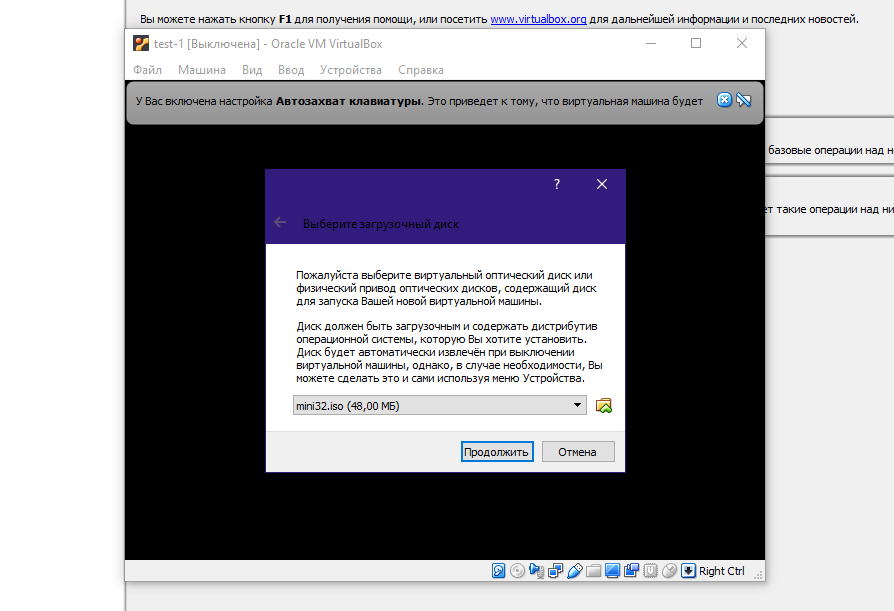 Вы можете нажать кнопку F1 для получения помощи, или посетить www.virtualbox.org для дальнейшей информации и последних новостей.
test-1 [Выключена] - Oracle VM VirtualBox
Файл Машина Вид Ввод Устройства Справка
У Вас включена настройка Автозахват клавиатуры. Это приведет к тому, что виртуальная машина будет
базовые операции над н
ет такие операции над ни
?
Выберите загрузочный диск
Пожалуйста выберите виртуальный оптический диск или
физический привод оптических дисков, содержащий диск
для запуска Вашей новой виртуальной машины.
Диск должен быть загрузочным и содержать дистрибутив
операционной системы, которую Вы хотите установить.
Диск будет автоматически извлечён при выключении
виртуальной машины, однако, в случае необходимости, Вы
можете сделать это и сами используя меню Устройства.
mini32.iso (48,00 МБ)
Продолжить Отмена
Right Ctrl